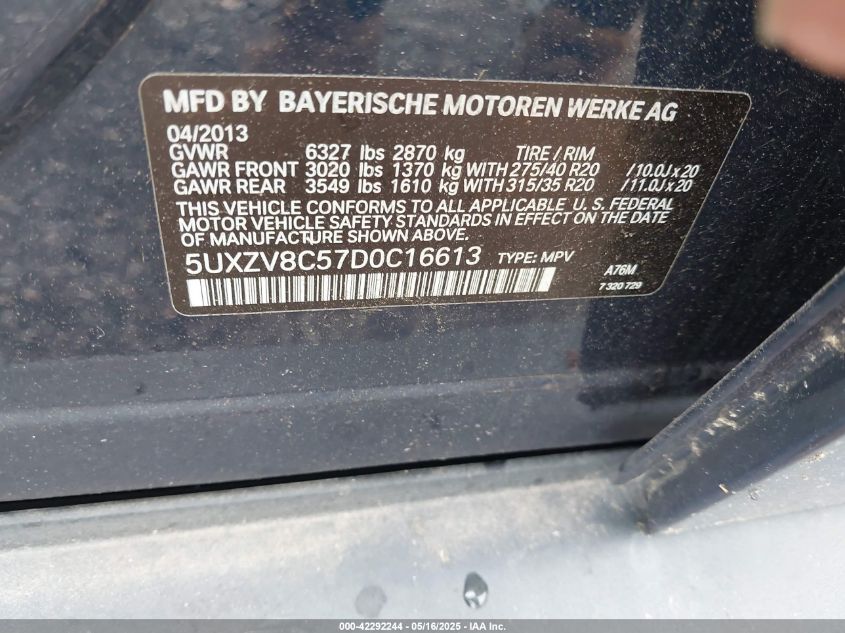 MFD BY BAYERISCHE MOTOREN WERKE AG
04/2013
GVWR 6327 lbs 2870 kg TIRE / RIM
GAWR FRONT 3020 lbs 1370 kg WITH 275/40 R20 /10.0J x 20
GAWR REAR 3549 lbs 1610 kg WITH 315/35 R20 /11.0J x 20
THIS VEHICLE CONFORMS TO ALL APPLICABLE U. S. FEDERAL
MOTOR VEHICLE SAFETY STANDARDS IN EFFECT ON THE DATE
OF MANUFACTURE SHOWN ABOVE.
5UXZV8C57D0C16613 TYPE: MPV A76M
7 320 729
000-42292244 - 05/16/2025 - IAA Inc.